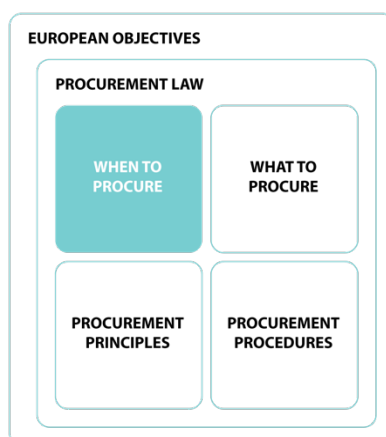 EUROPEAN OBJECTIVES
PROCUREMENT LAW
WHEN TO
PROCURE
WHAT TO
PROCURE
PROCUREMENT
PRINCIPLES
PROCUREMENT
PROCEDURES